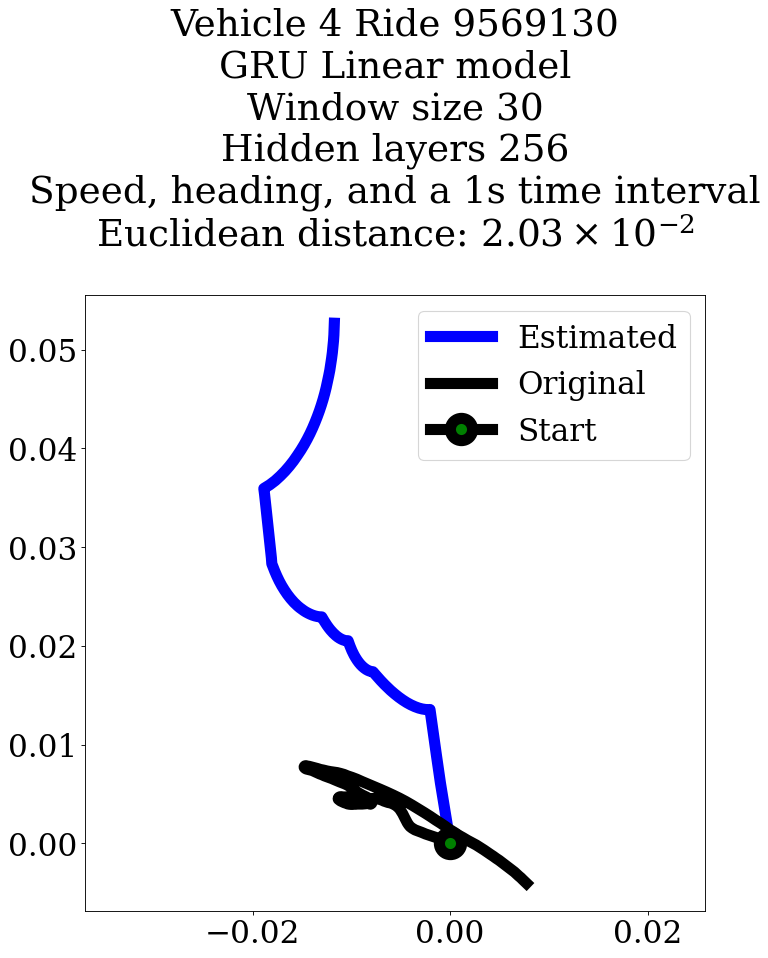 Vehicle 4 Ride 9569130
GRU Linear model
Window size 30
Hidden layers 256
Speed, heading, and a 1s time interval
Euclidean distance: 2.03 × 10⁻²
Estimated
Original
Start
0.05
0.04
0.03
0.02
0.01
0.00
−0.02 0.00 0.02